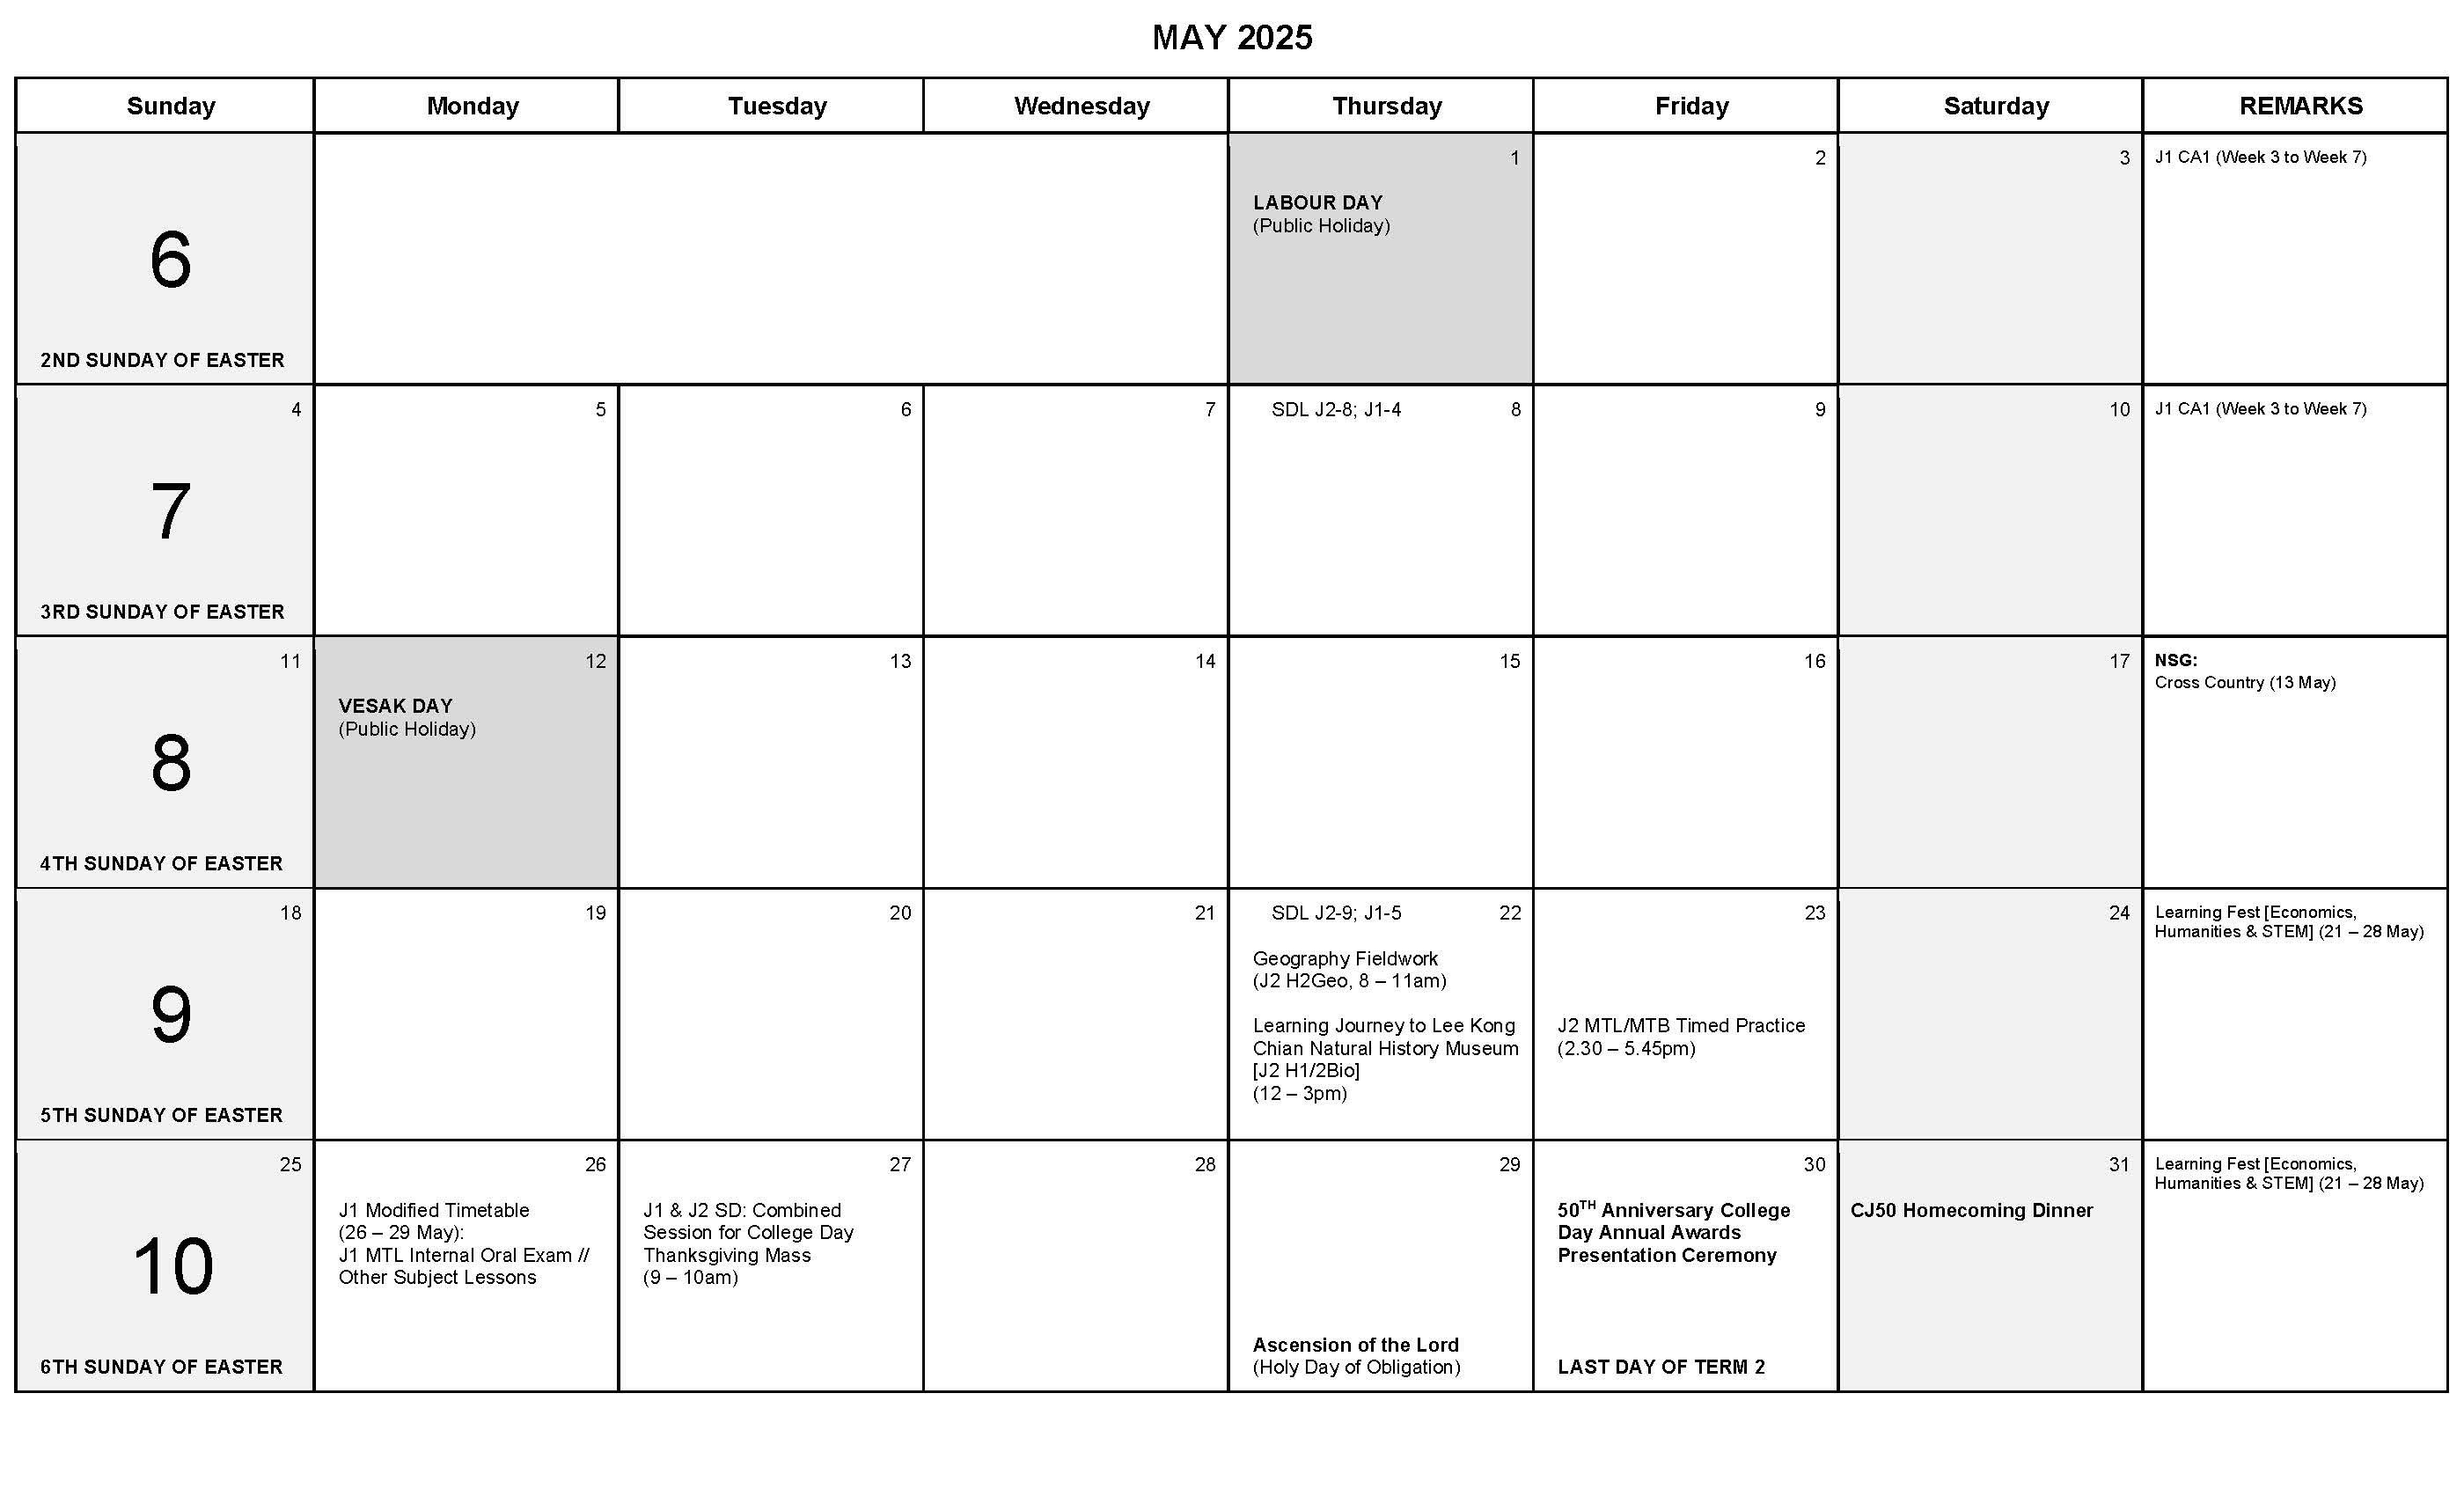 MAY 2025
Sunday
Monday
Tuesday
Wednesday
Thursday
Friday
Saturday
REMARKS
6
2ND SUNDAY OF EASTER
1
LABOUR DAY
(Public Holiday)
2
3
J1 CA1 (Week 3 to Week 7)
4
7
3RD SUNDAY OF EASTER
5
6
7
SDL J2-8; J1-4
8
9
10
J1 CA1 (Week 3 to Week 7)
11
8
4TH SUNDAY OF EASTER
12
VESAK DAY
(Public Holiday)
13
14
15
16
17
NSG:
Cross Country (13 May)
18
9
5TH SUNDAY OF EASTER
19
20
21
SDL J2-9; J1-5
22
Geography Fieldwork
(J2 H2Geo, 8 – 11am)
Learning Journey to Lee Kong
Chian Natural History Museum
[J2 H1/2Bio]
(12 – 3pm)
23
J2 MTL/MTB Timed Practice
(2.30 – 5.45pm)
24
Learning Fest [Economics,
Humanities & STEM] (21 – 28 May)
25
10
6TH SUNDAY OF EASTER
26
J1 Modified Timetable
(26 – 29 May):
J1 MTL Internal Oral Exam //
Other Subject Lessons
27
J1 & J2 SD: Combined
Session for College Day
Thanksgiving Mass
(9 – 10am)
28
29
Ascension of the Lord
(Holy Day of Obligation)
30
50TH Anniversary College
Day Annual Awards
Presentation Ceremony
LAST DAY OF TERM 2
31
CJ50 Homecoming Dinner
Learning Fest [Economics,
Humanities & STEM] (21 – 28 May)